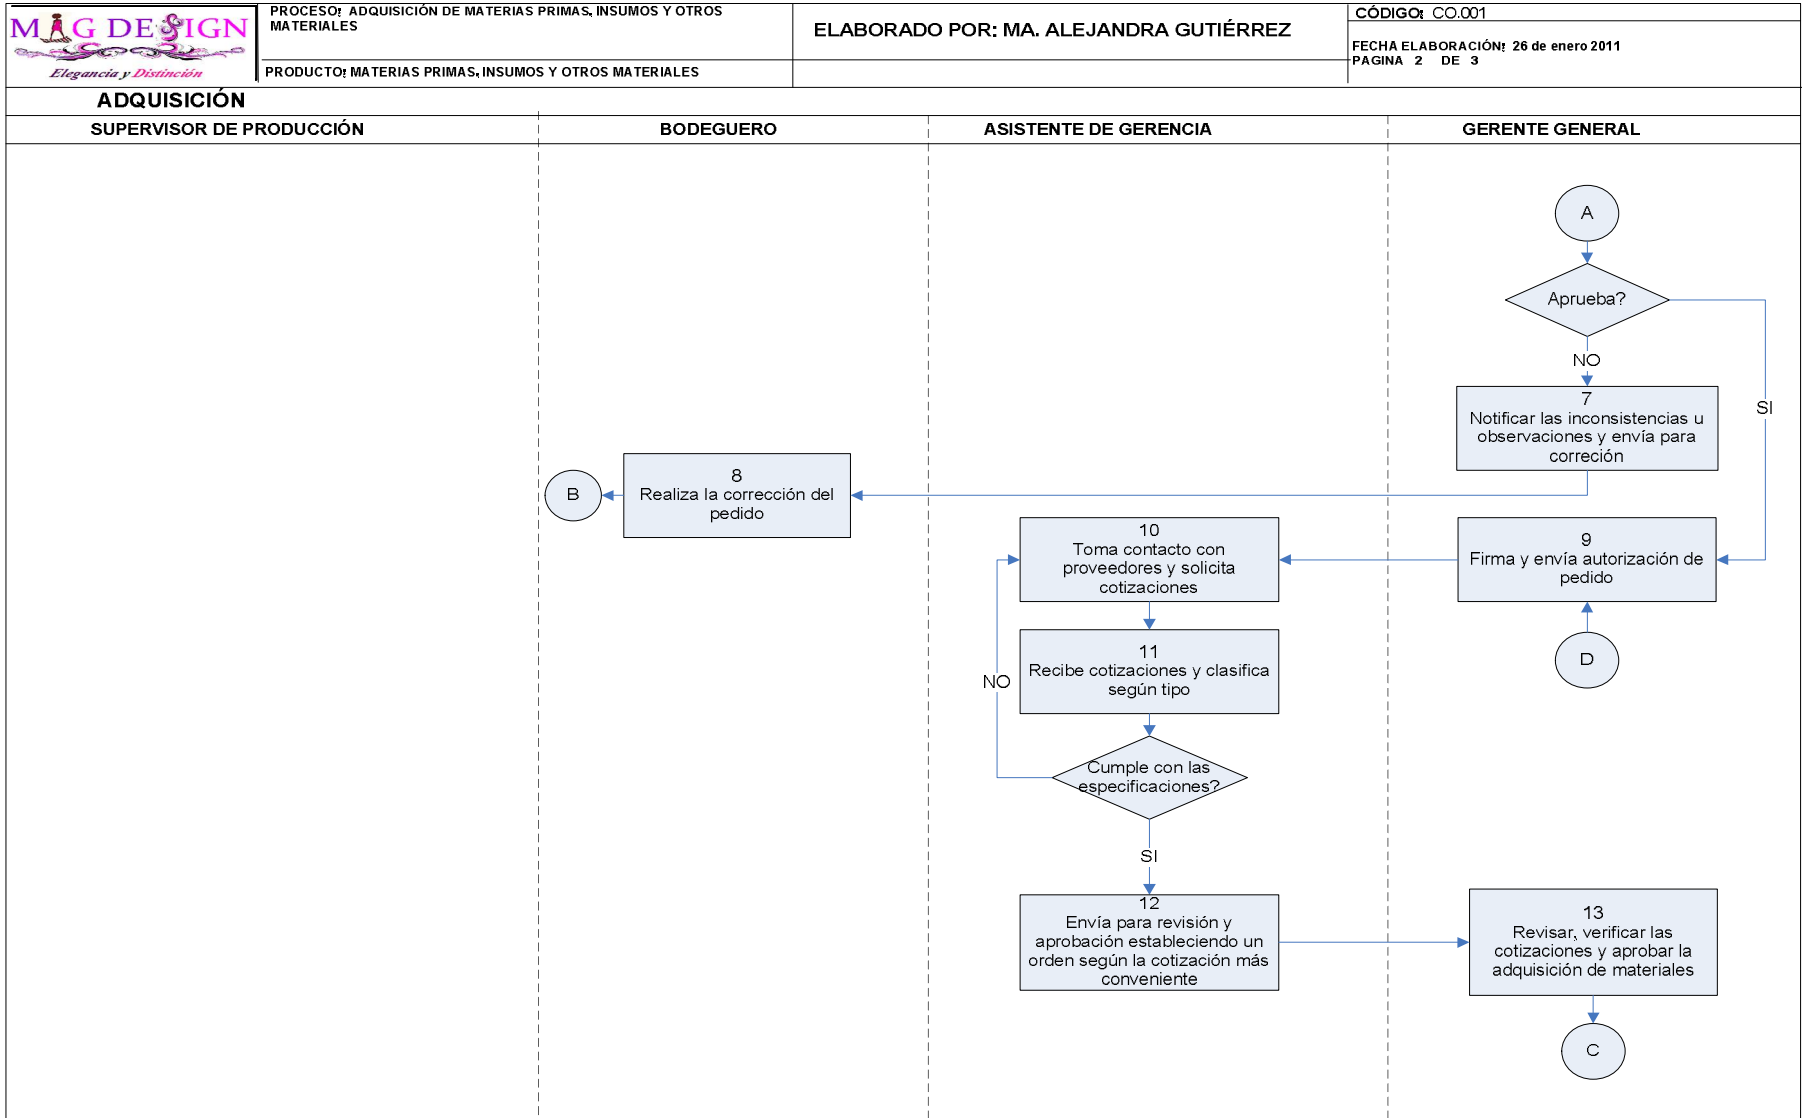 MAG DESIGN
Elegancia y Distinción
PROCESO: ADQUISICIÓN DE MATERIAS PRIMAS, INSUMOS Y OTROS
MATERIALES
PRODUCTO: MATERIAS PRIMAS, INSUMOS Y OTROS MATERIALES
ELABORADO POR: MA. ALEJANDRA GUTIÉRREZ
CÓDIGO: CO.001
FECHA ELABORACIÓN: 26 de enero 2011
PAGINA 2 DE 3
ADQUISICIÓN
SUPERVISOR DE PRODUCCIÓN
BODEGUERO
ASISTENTE DE GERENCIA
GERENTE GENERAL
A
Aprueba?
NO
SI
7
Notificar las inconsistencias u
observaciones y envía para
correción
8
Realiza la corrección del
pedido
B
9
Firma y envía autorización de
pedido
D
10
Toma contacto con
proveedores y solicita
cotizaciones
11
Recibe cotizaciones y clasifica
según tipo
NO
Cumple con las
especificaciones?
SI
12
Envía para revisión y
aprobación estableciendo un
orden según la cotización más
conveniente
13
Revisar, verificar las
cotizaciones y aprobar la
adquisición de materiales
C